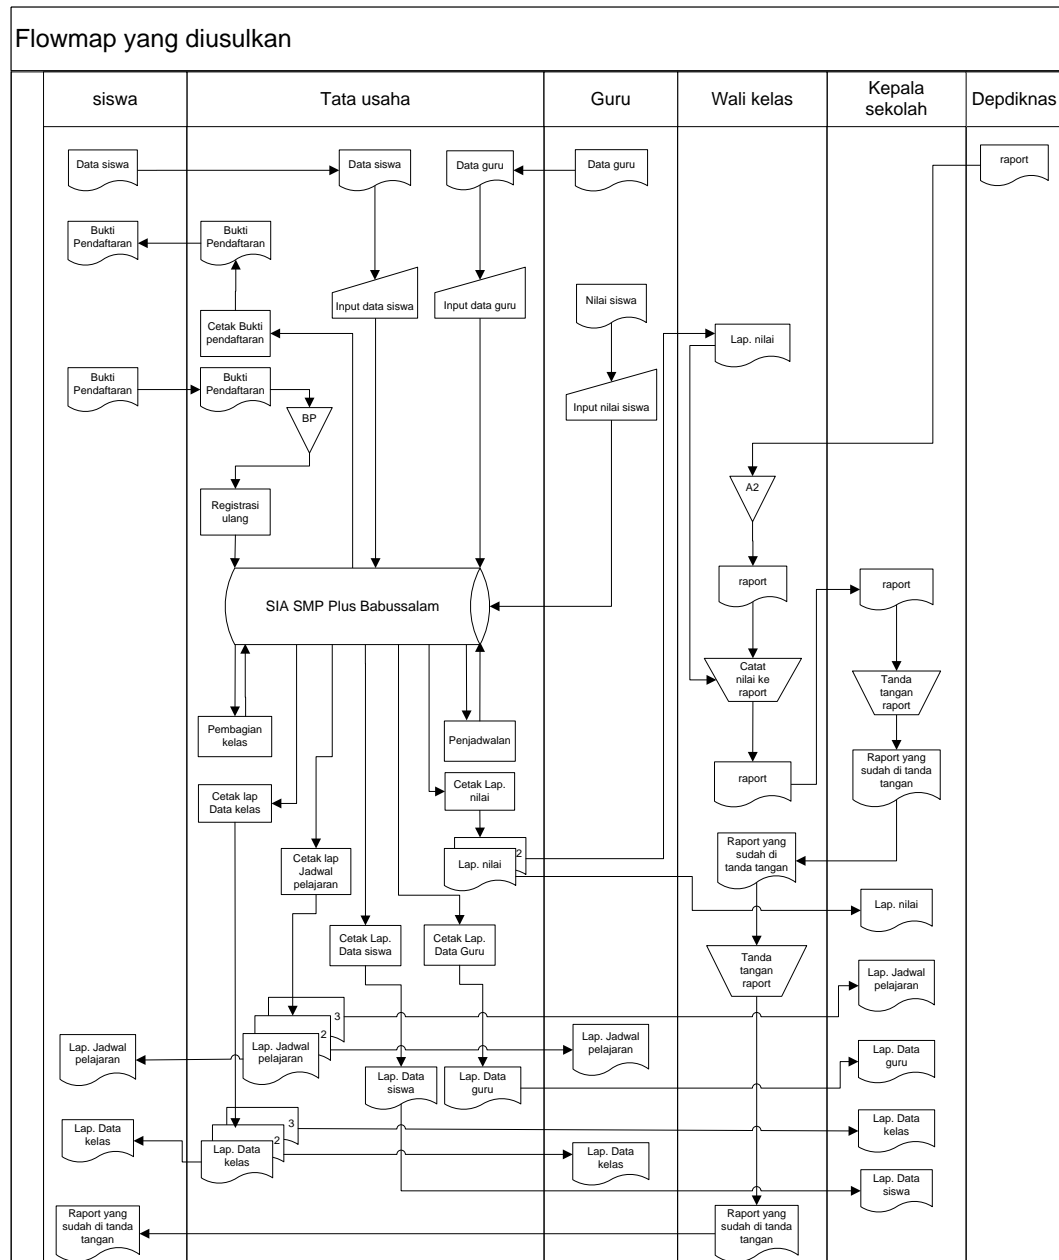 Flowmap yang diusulkan
siswa
Tata usaha
Guru
Wali kelas
Kepala
sekolah
Depdiknas
Data siswa
Data siswa
Data guru
Data guru
raport
Bukti
Pendaftaran
Bukti
Pendaftaran
Input data siswa
Input data guru
Nilai siswa
Cetak Bukti
pendaftaran
Lap. nilai
Bukti
Pendaftaran
Bukti
Pendaftaran
Input nilai siswa
BP
A2
Registrasi
ulang
SIA SMP Plus Babussalam
raport
raport
Catat
nilai ke
raport
Tanda
tangan
raport
Pembagian
kelas
Penjadwalan
raport
Raport yang
sudah di tanda
tangan
Cetak lap
Data kelas
Cetak Lap.
nilai
Cetak lap
Jadwal
pelajaran
2
Lap. nilai
Raport yang
sudah di
tanda tangan
Lap. nilai
Cetak Lap.
Data siswa
Cetak Lap.
Data Guru
Tanda
tangan
raport
Lap. Jadwal
pelajaran
3
2
Lap. Jadwal
pelajaran
Lap. Jadwal
pelajaran
Lap. Jadwal
pelajaran
Lap. Data
guru
Lap. Data
siswa
Lap. Data
guru
3
2
Lap. Data
kelas
Lap. Data
kelas
Lap. Data
kelas
Lap. Data
kelas
Lap. Data
siswa
Raport yang
sudah di tanda
tangan
Raport yang
sudah di tanda
tangan